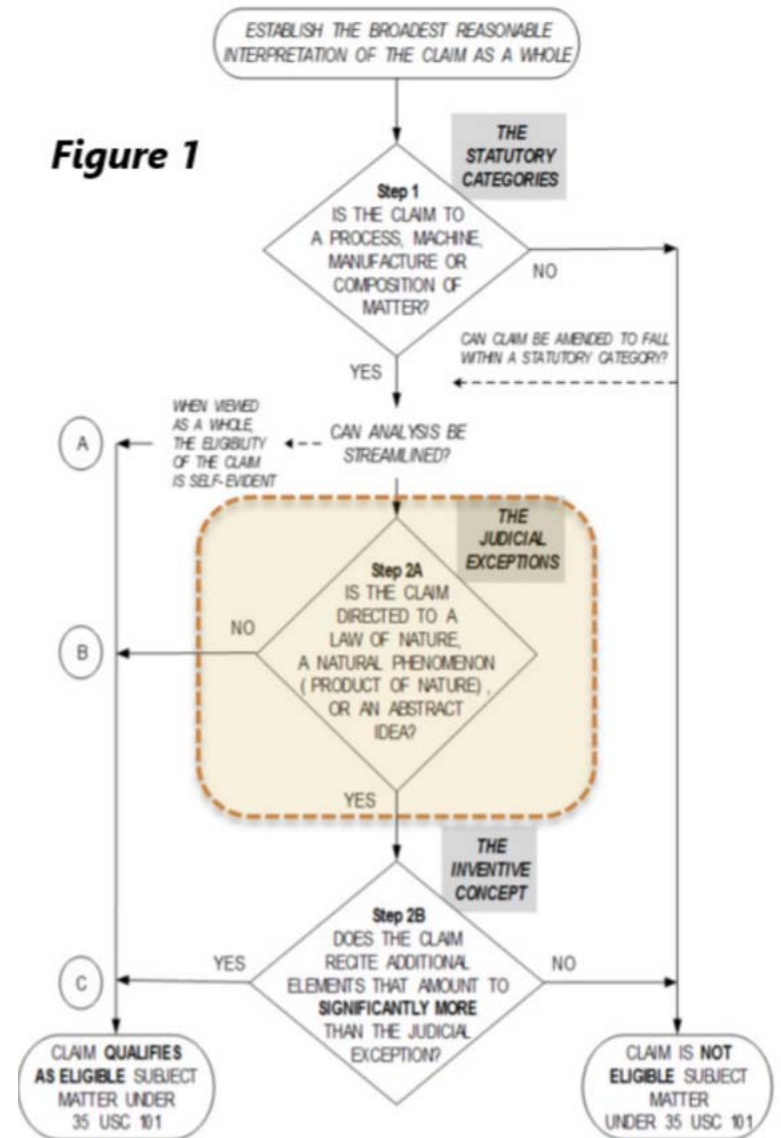 ESTABLISH THE BROADEST REASONABLE
INTERPRETATION OF THE CLAIM AS A WHOLE
Figure 1
THE
STATUTORY
CATEGORIES
Step 1
IS THE CLAIM TO
A PROCESS, MACHINE,
MANUFACTURE OR
COMPOSITION OF
MATTER?
NO
CAN CLAIM BE AMENDED TO FALL
WITHIN A STATUTORY CATEGORY?
YES
WHEN VIEWED
AS A WHOLE,
THE ELIGIBILITY
OF THE CLAIM
IS SELF-EVIDENT
A
CAN ANALYSIS BE
STREAMLINED?
THE
JUDICIAL
EXCEPTIONS
Step 2A
IS THE CLAIM
DIRECTED TO A
LAW OF NATURE,
A NATURAL PHENOMENON
( PRODUCT OF NATURE) ,
OR AN ABSTRACT
IDEA?
NO
B
YES
THE
INVENTIVE
CONCEPT
Step 2B
DOES THE CLAIM
RECITE ADDITIONAL
ELEMENTS THAT AMOUNT TO
SIGNIFICANTLY MORE
THAN THE JUDICIAL
EXCEPTION?
YES
NO
C
CLAIM QUALIFIES
AS ELIGIBLE SUBJECT
MATTER UNDER
35 USC 101
CLAIM IS NOT
ELIGIBLE SUBJECT
MATTER
UNDER 35 USC 101